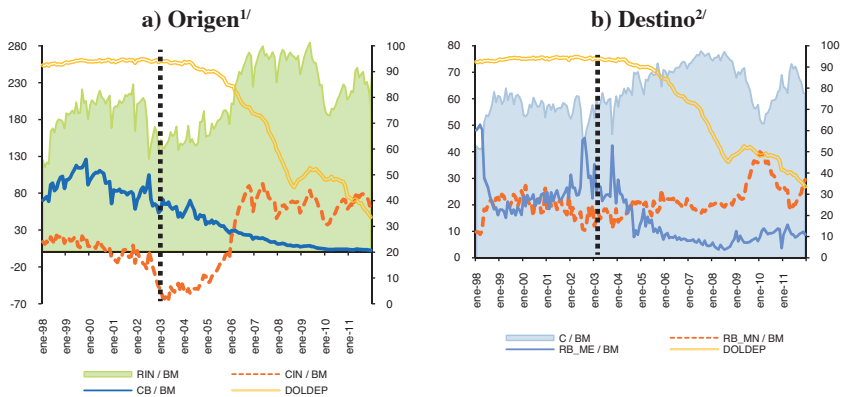 a) Origen1/
280
230
180
130
80
30
-20
-70
100
90
80
70
60
50
40
30
20
10
0
ene-98
ene-99
ene-00
ene-01
ene-02
ene-03
ene-04
ene-05
ene-06
ene-07
ene-08
ene-09
ene-10
ene-11
RIN / BM
CIN / BM
CB / BM
DOLDEP
b) Destino2/
80
70
60
50
40
30
20
10
0
100
90
80
70
60
50
40
30
20
10
0
ene-98
ene-99
ene-00
ene-01
ene-02
ene-03
ene-04
ene-05
ene-06
ene-07
ene-08
ene-09
ene-10
ene-11
C / BM
RB_MN / BM
RB_ME / BM
DOLDEP